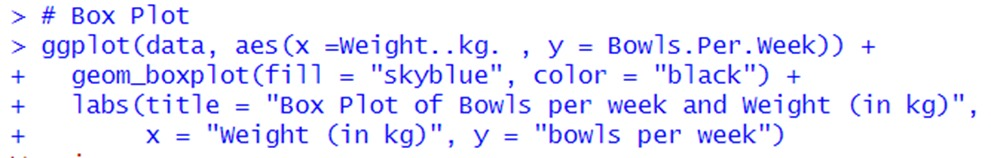 > # Box Plot
> ggplot(data, aes(x =Weight..kg. , y = Bowls.Per.Week)) +
+   geom_boxplot(fill = "skyblue", color = "black") +
+   labs(title = "Box Plot of Bowls per week and Weight (in kg)",
+        x = "Weight (in kg)", y = "bowls per week")